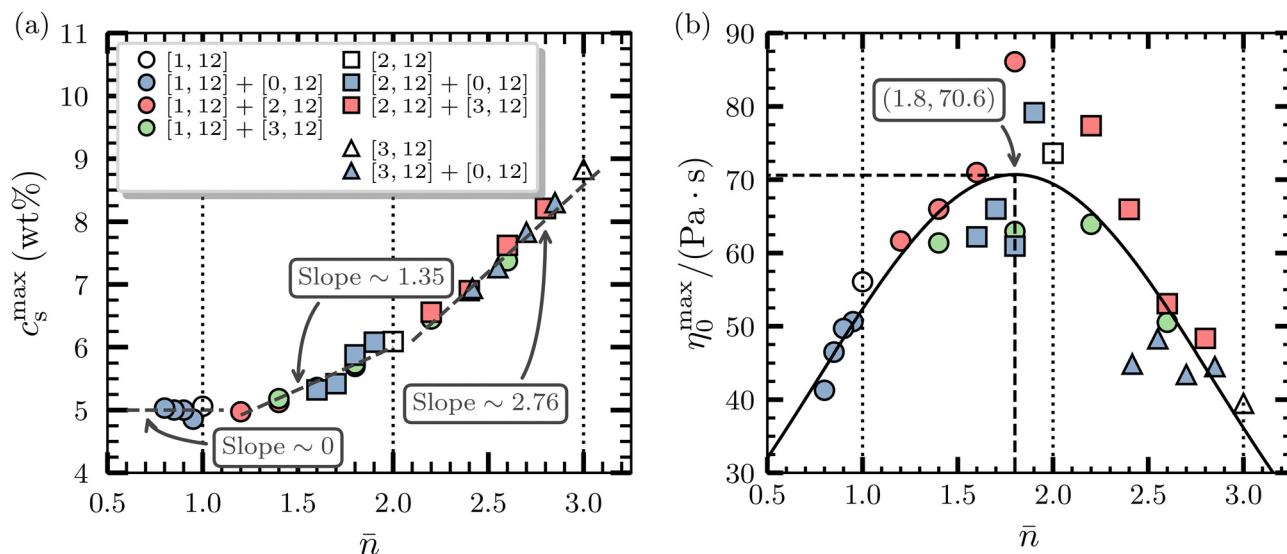 (a)
11
10
9
8
7
6
5
4
c_s^max (wt%)
[1, 12]
[1, 12] + [0, 12]
[1, 12] + [2, 12]
[1, 12] + [3, 12]
[2, 12]
[2, 12] + [0, 12]
[2, 12] + [3, 12]
[3, 12]
[3, 12] + [0, 12]
Slope ∼ 1.35
Slope ∼ 2.76
Slope ∼ 0
0.5 1.0 1.5 2.0 2.5 3.0
n̄
(b)
90
80
70
60
50
40
30
η_0^max/(Pa · s)
(1.8, 70.6)
0.5 1.0 1.5 2.0 2.5 3.0
n̄